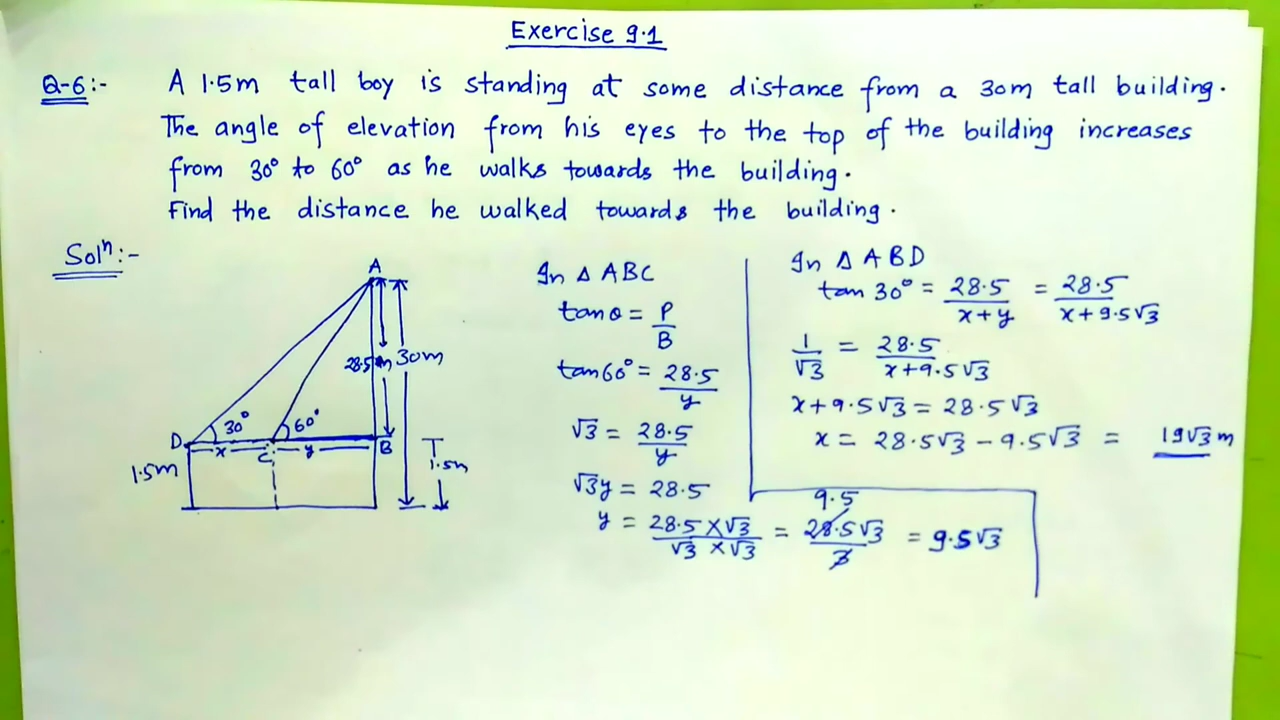 Exercise 9.1
Q-6:- A 1.5m tall boy is standing at some distance from a 30m tall building.
The angle of elevation from his eyes to the top of the building increases
from 30° to 60° as he walks towards the building.
Find the distance he walked towards the building.
Solⁿ:-
A
28.5m 30m
30° 60°
D x C y B
1.5m 1.5m
In △ ABC
tanθ = P/B
tan60° = 28.5/y
√3 = 28.5/y
√3y = 28.5
y = 28.5 × √3/√3 × √3 = 28.5√3/3 = 9.5√3
9.5
In △ ABD
tan 30° = 28.5/x+y = 28.5/x+9.5√3
1/√3 = 28.5/x+9.5√3
x+9.5√3 = 28.5√3
x = 28.5√3 - 9.5√3 = 19√3 m